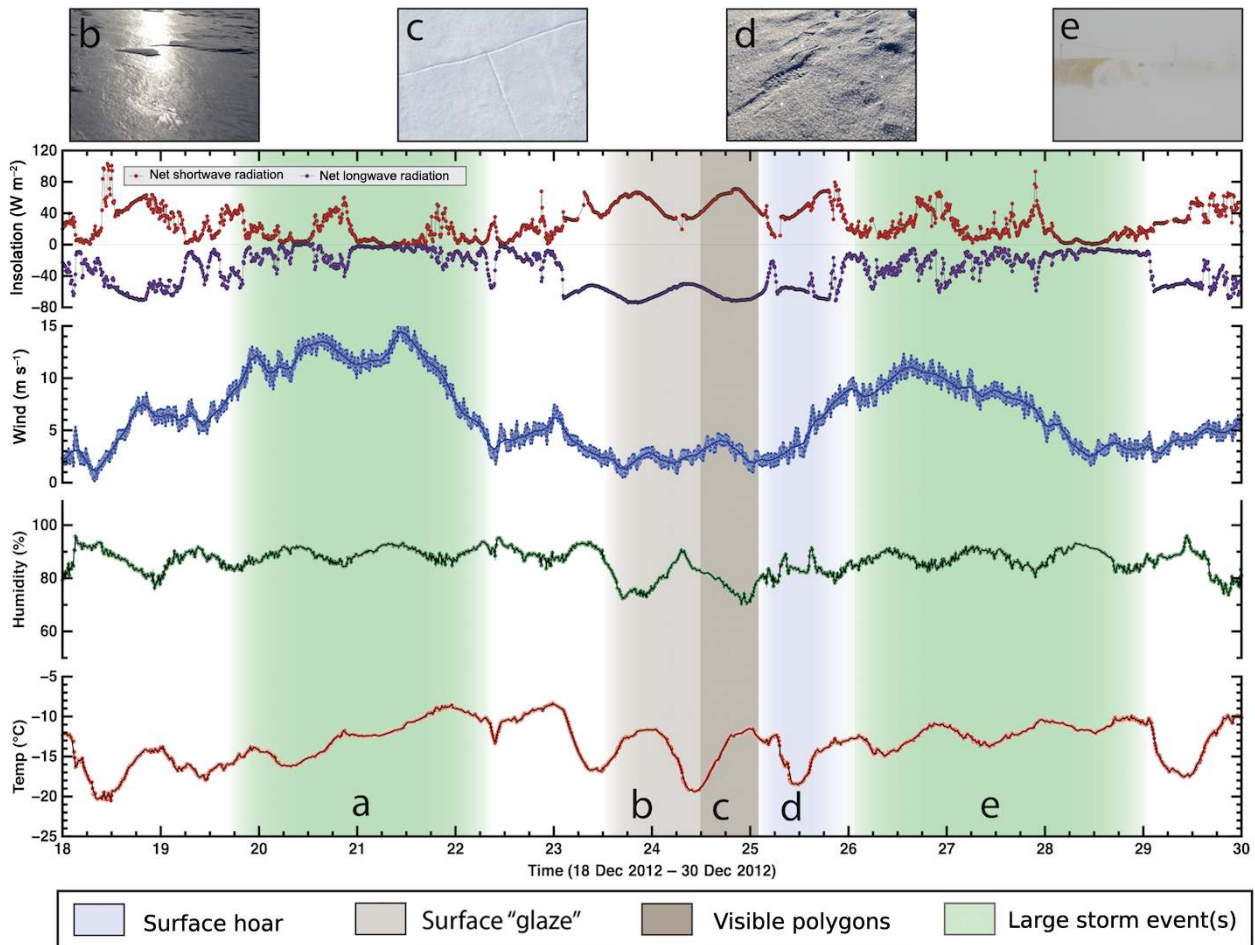 b
c
d
e
Insolation (W m⁻²)
120
80
40
0
−40
−80
Net shortwave radiation
Net longwave radiation
Wind (m s⁻¹)
15
10
5
0
Humidity (%)
100
80
60
Temp (°C)
−5
−10
−15
−20
−25
a
b
c
d
e
18 19 20 21 22 23 24 25 26 27 28 29 30
Time (18 Dec 2012 – 30 Dec 2012)
Surface hoar
Surface “glaze”
Visible polygons
Large storm event(s)